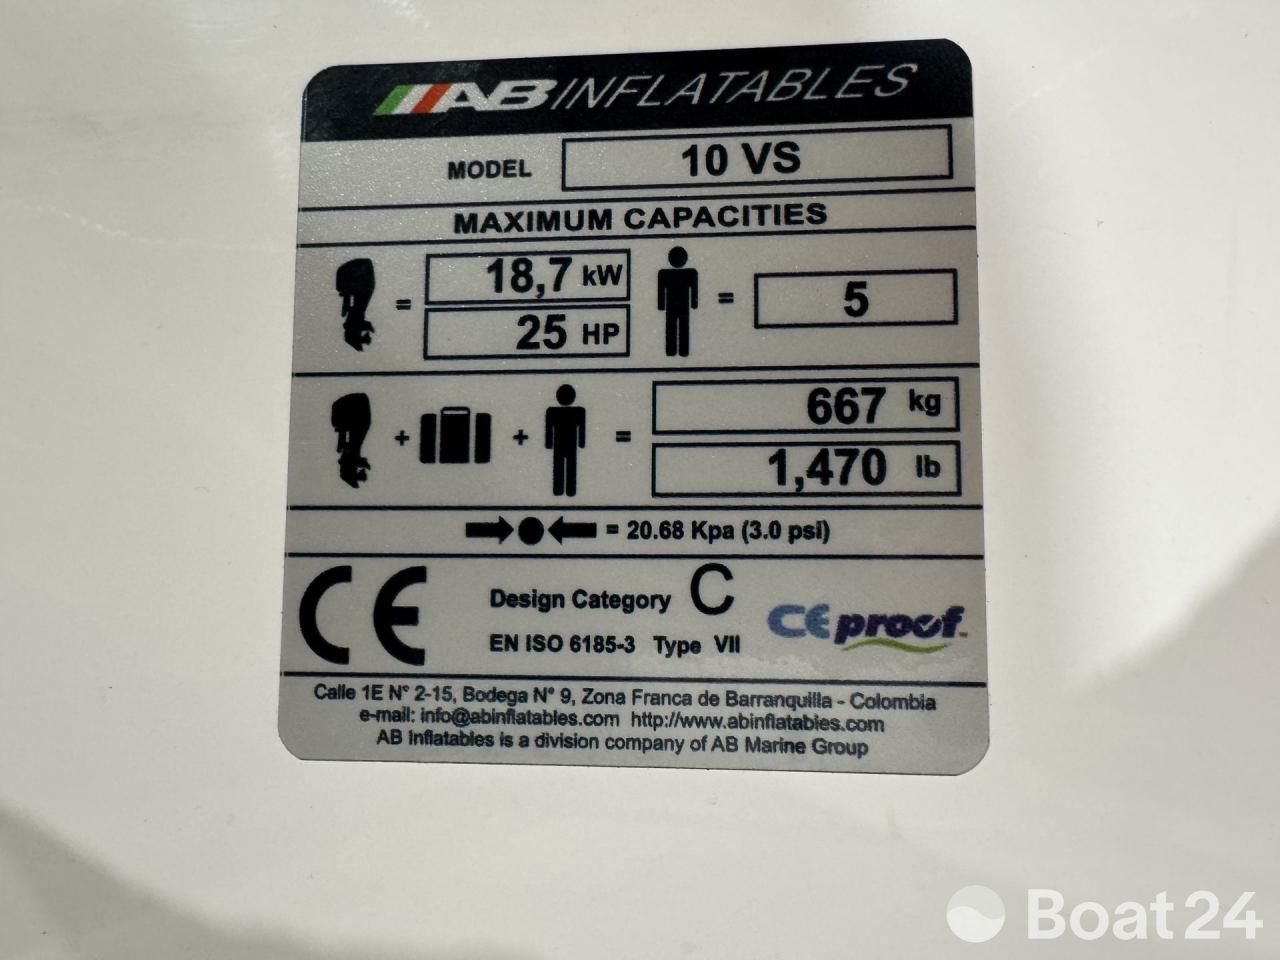 AB INFLATABLES
MODEL 10 VS
MAXIMUM CAPACITIES
= 18,7 kW
25 HP
= 5
+ + = 667 kg
1,470 lb
= 20.68 Kpa (3.0 psi)
CE
Design Category C
EN ISO 6185-3 Type VII
CEproof™
Calle 1E N° 2-15, Bodega N° 9, Zona Franca de Barranquilla - Colombia
e-mail: info@abinflatables.com http://www.abinflatables.com
AB Inflatables is a division company of AB Marine Group
Boat24